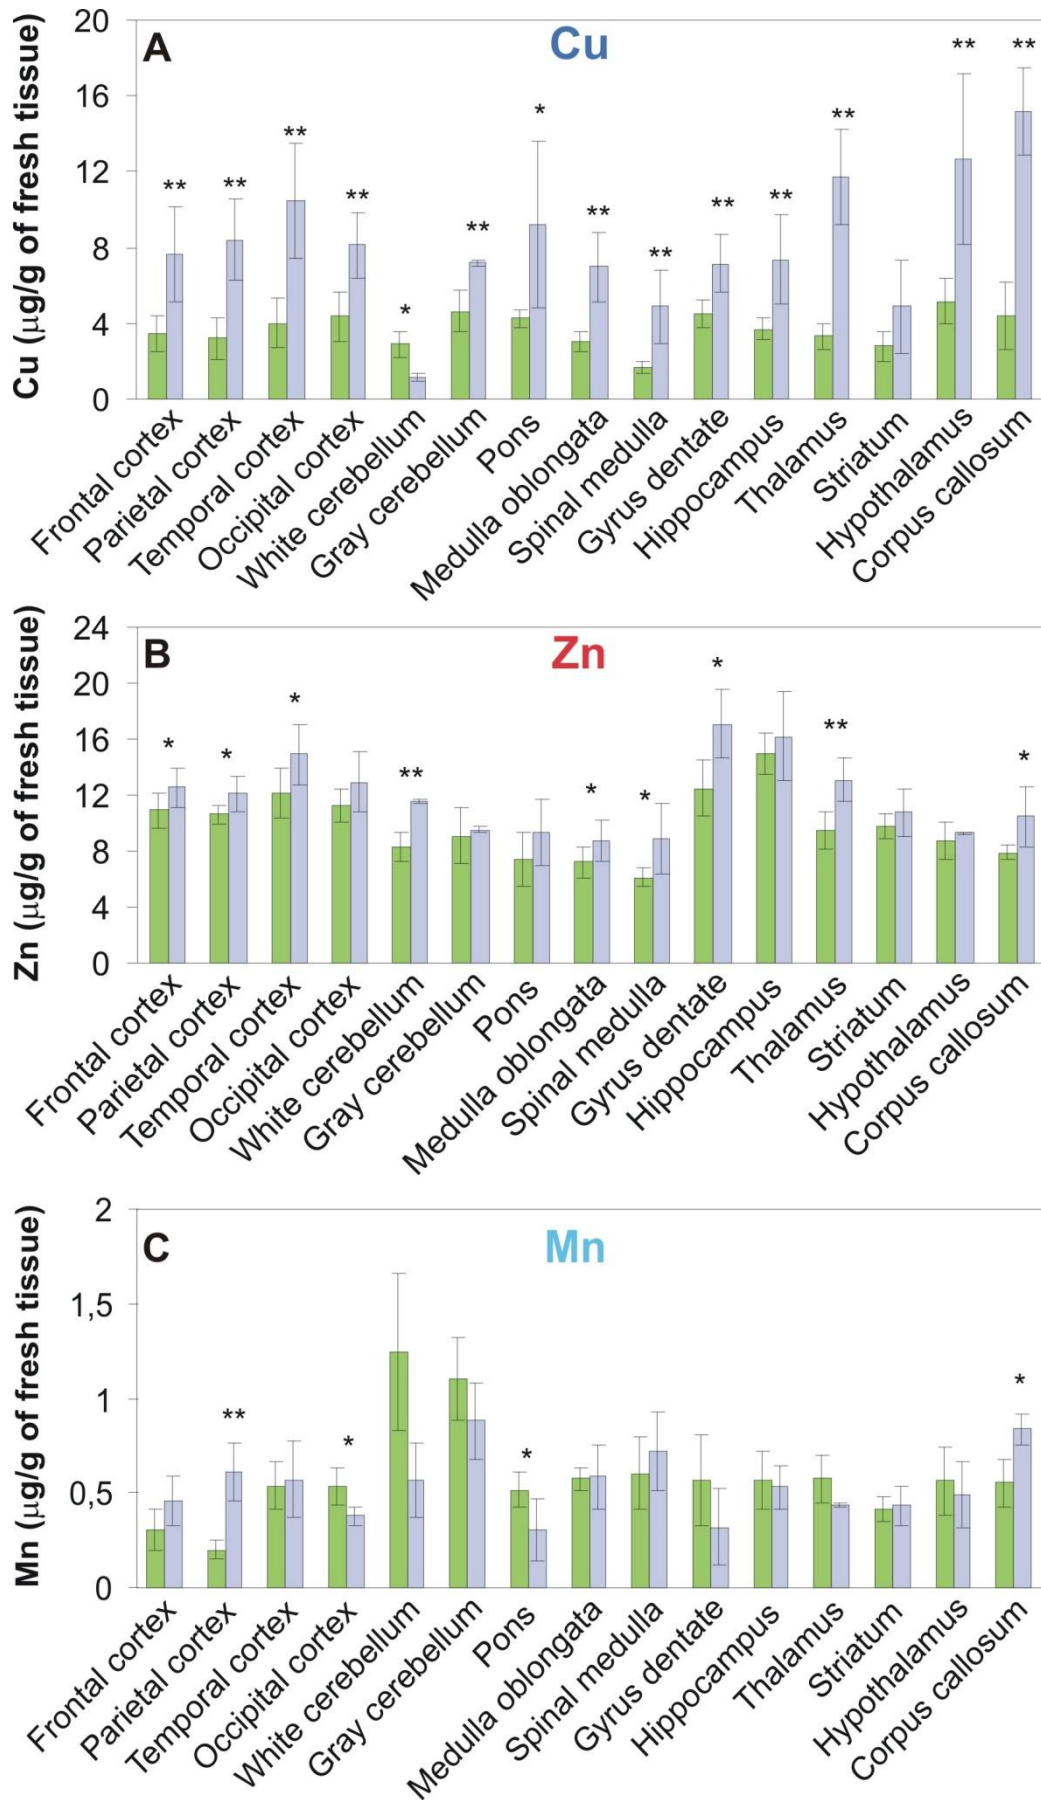 20
A
Cu
16
12
8
4
0
Cu (µg/g of fresh tissue)
** ** ** ** * ** * ** ** ** ** ** ** **
Frontal cortex
Parietal cortex
Temporal cortex
Occipital cortex
White cerebellum
Gray cerebellum
Pons
Medulla oblongata
Spinal medulla
Gyrus dentate
Hippocampus
Thalamus
Striatum
Hypothalamus
Corpus callosum
24
B
Zn
20
16
12
8
4
0
Zn (µg/g of fresh tissue)
* * * ** * * * ** *
Frontal cortex
Parietal cortex
Temporal cortex
Occipital cortex
White cerebellum
Gray cerebellum
Pons
Medulla oblongata
Spinal medulla
Gyrus dentate
Hippocampus
Thalamus
Striatum
Hypothalamus
Corpus callosum
2
C
Mn
1,5
1
0,5
0
Mn (µg/g of fresh tissue)
** * * *
Frontal cortex
Parietal cortex
Temporal cortex
Occipital cortex
White cerebellum
Gray cerebellum
Pons
Medulla oblongata
Spinal medulla
Gyrus dentate
Hippocampus
Thalamus
Striatum
Hypothalamus
Corpus callosum